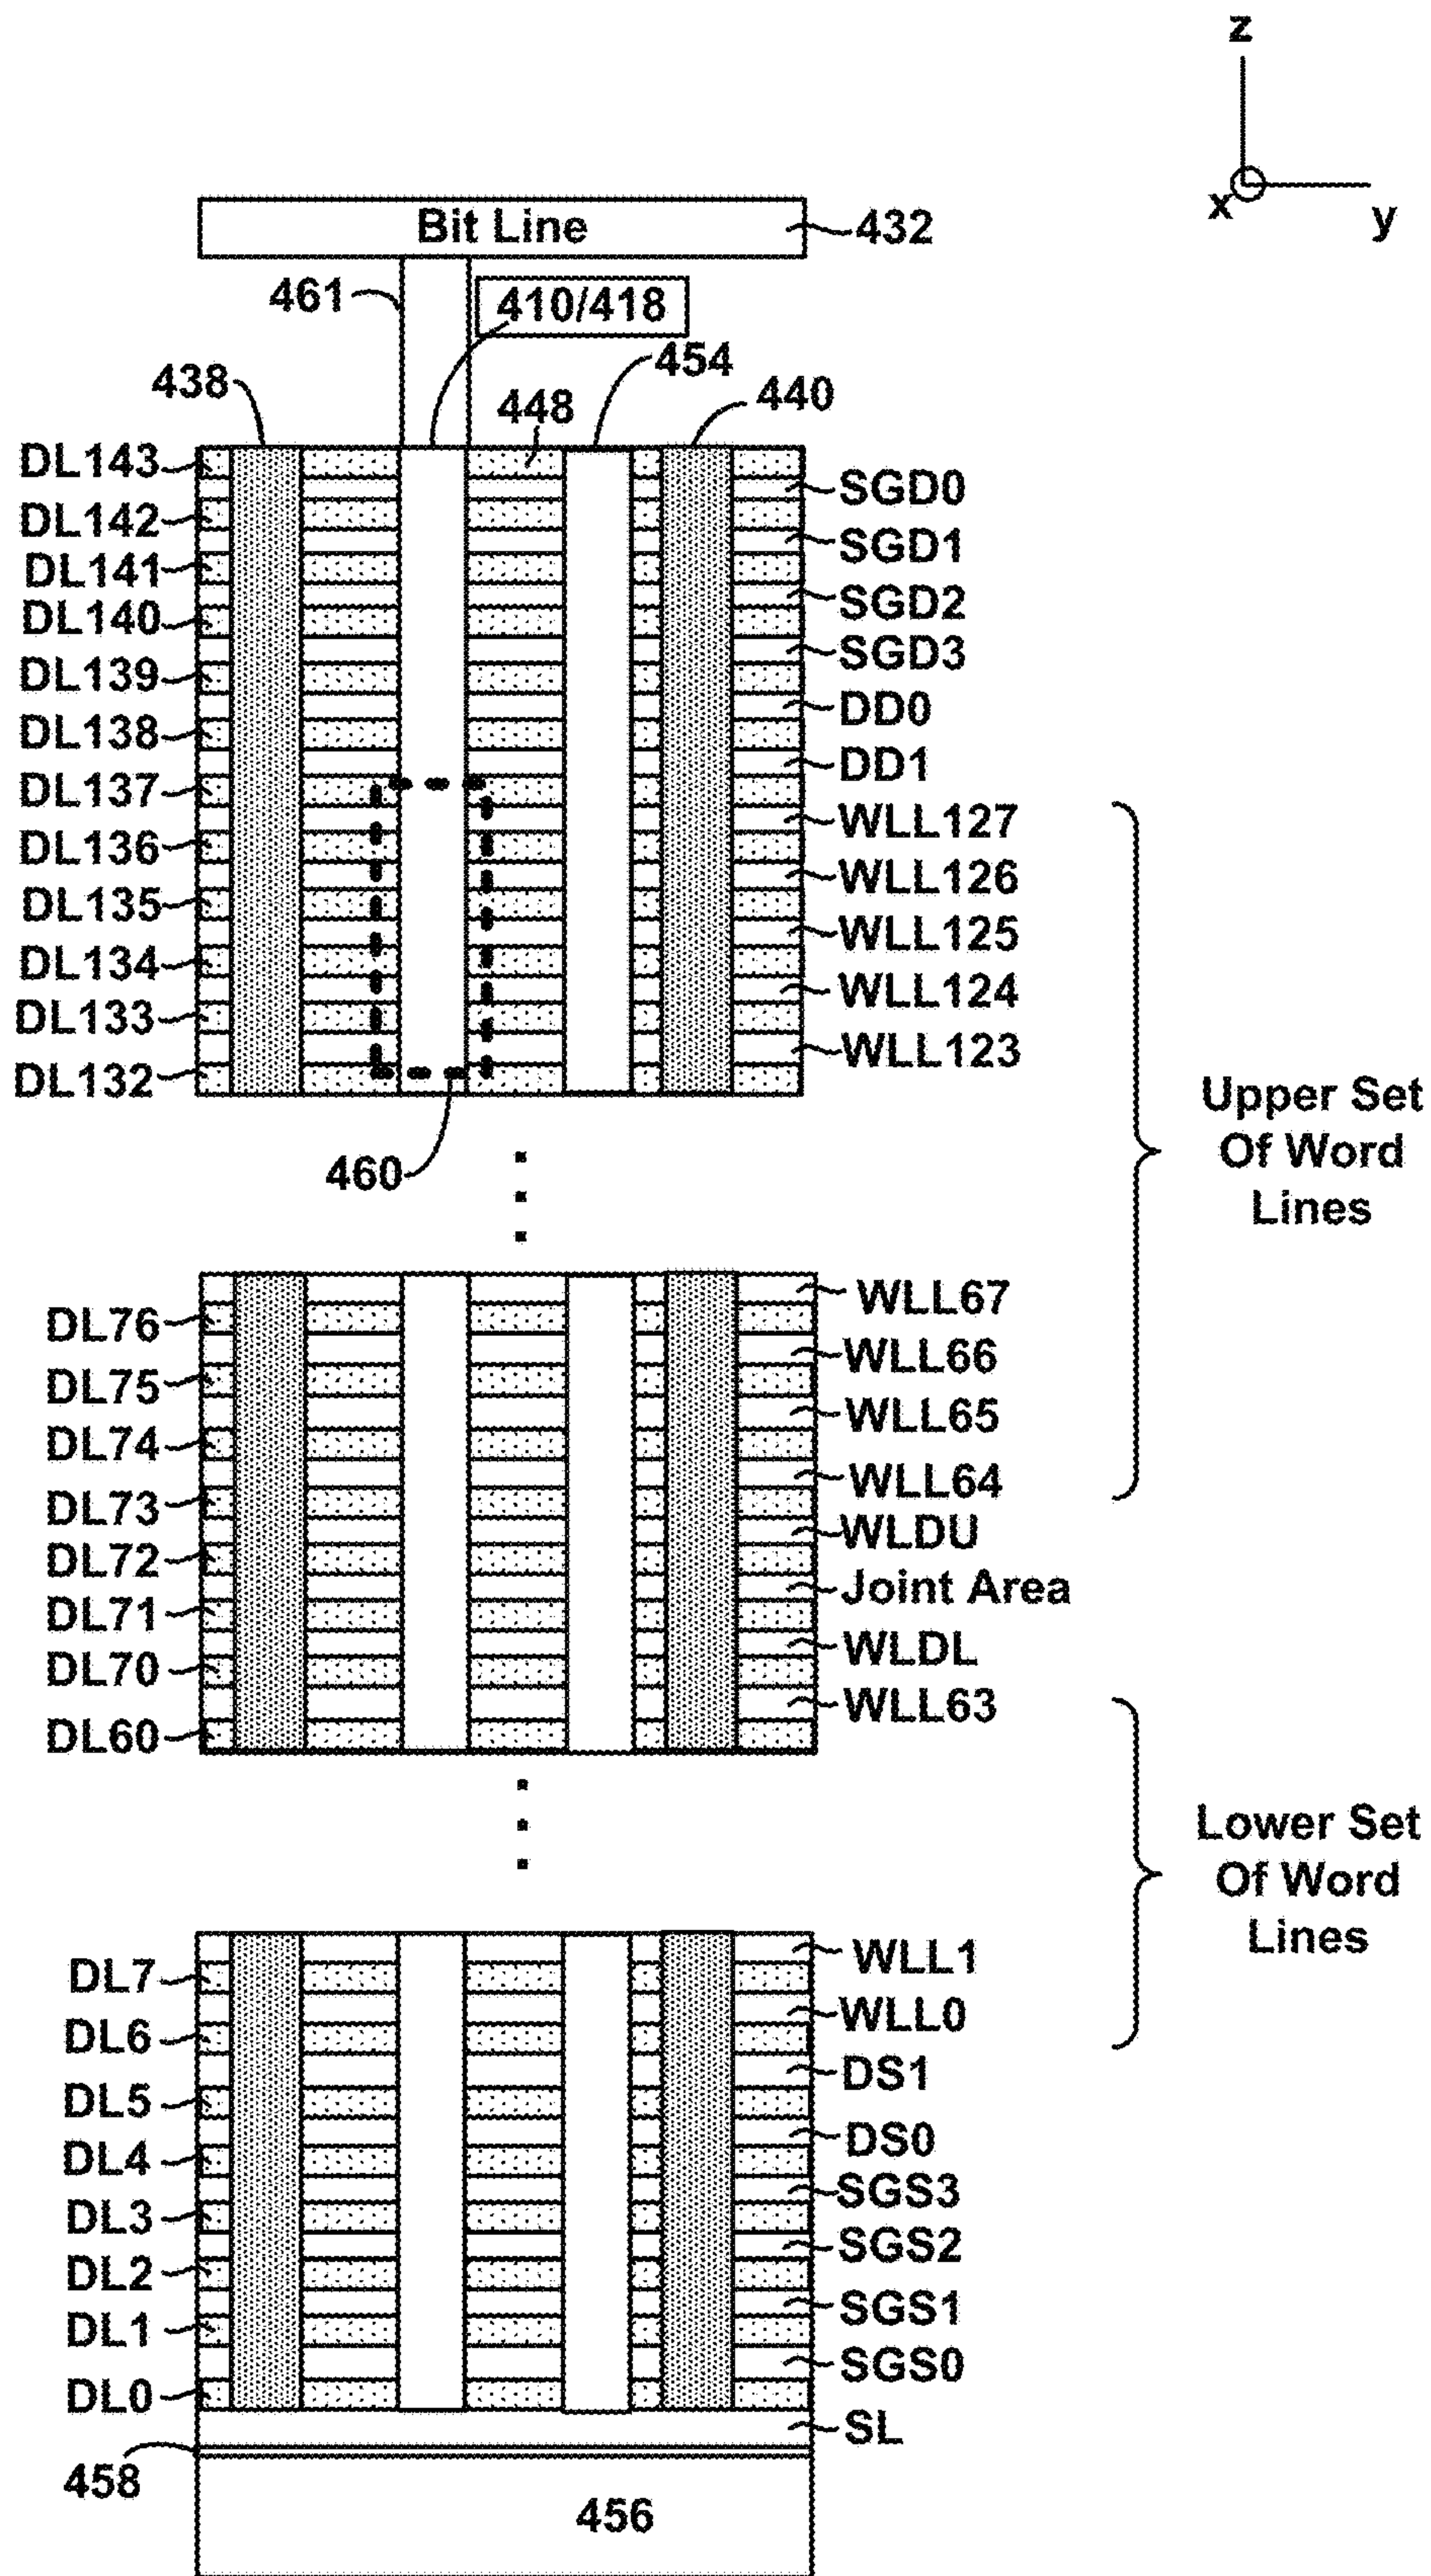 z
x
y
Bit Line
432
461
410/418
454
438
448
440
DL143
SGD0
DL142
SGD1
DL141
SGD2
DL140
SGD3
DL139
DD0
DL138
DD1
DL137
WLL127
DL136
WLL126
DL135
WLL125
DL134
WLL124
DL133
WLL123
DL132
460
Upper Set
Of Word
Lines
WLL67
DL76
WLL66
DL75
WLL65
DL74
WLL64
DL73
WLDU
DL72
Joint Area
DL71
WLDL
DL70
WLL63
DL60
Lower Set
Of Word
Lines
WLL1
DL7
WLL0
DL6
DS1
DL5
DS0
DL4
SGS3
DL3
SGS2
DL2
SGS1
DL1
SGS0
DL0
SL
458
456